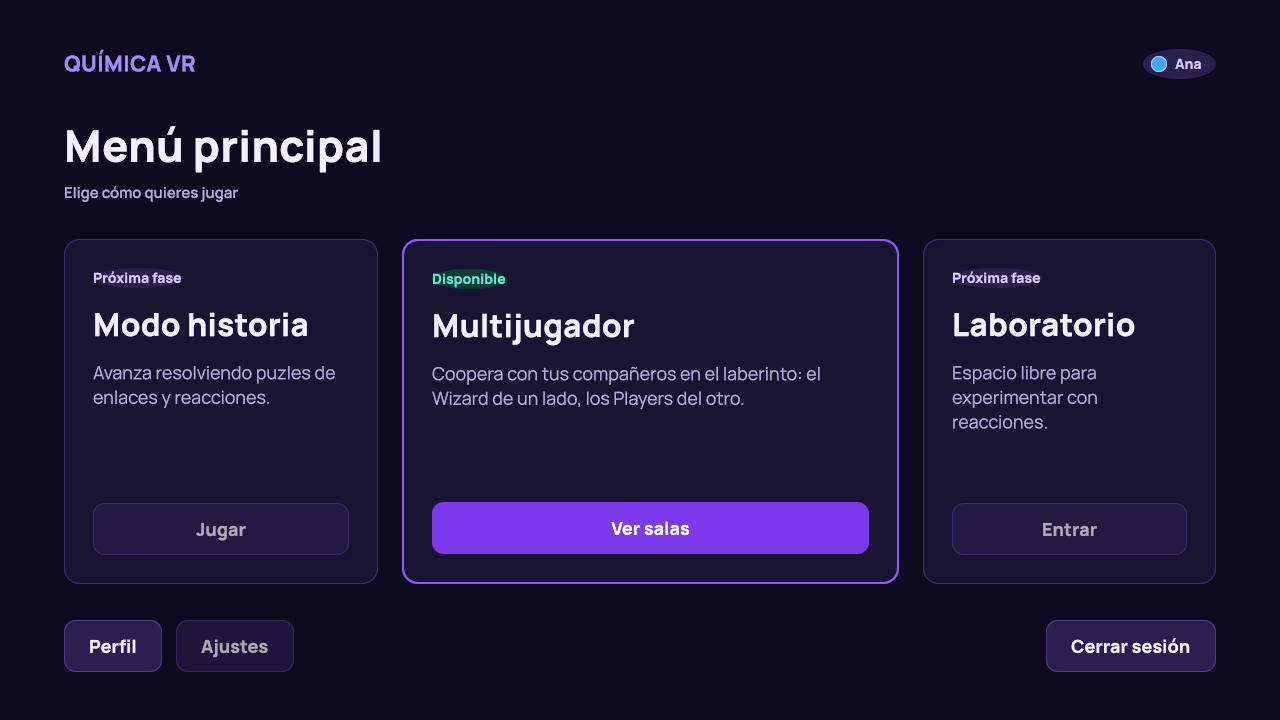 QUÍMICA VR
Ana
Menú principal
Elige cómo quieres jugar
Próxima fase
Modo historia
Avanza resolviendo puzles de
enlaces y reacciones.
Jugar
Disponible
Multijugador
Coopera con tus compañeros en el laberinto: el
Wizard de un lado, los Players del otro.
Ver salas
Próxima fase
Laboratorio
Espacio libre para
experimentar con
reacciones.
Entrar
Perfil
Ajustes
Cerrar sesión